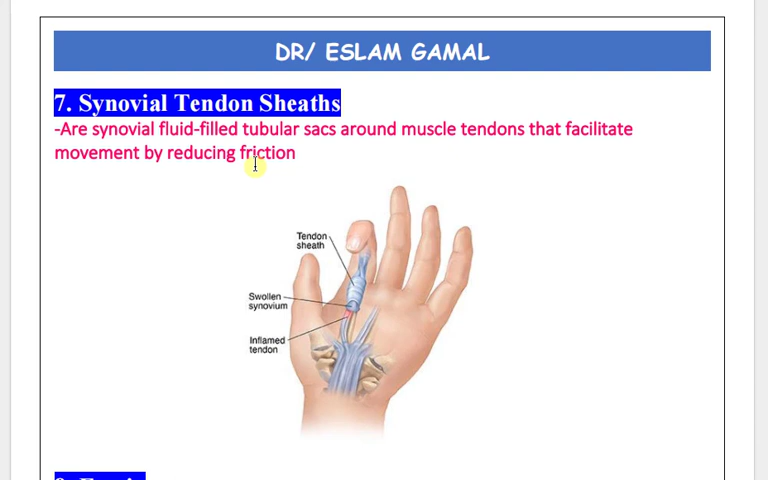 DR/ ESLAM GAMAL
7. Synovial Tendon Sheaths
-Are synovial fluid-filled tubular sacs around muscle tendons that facilitate
movement by reducing friction
Tendon
sheath
Swollen
synovium
Inflamed
tendon